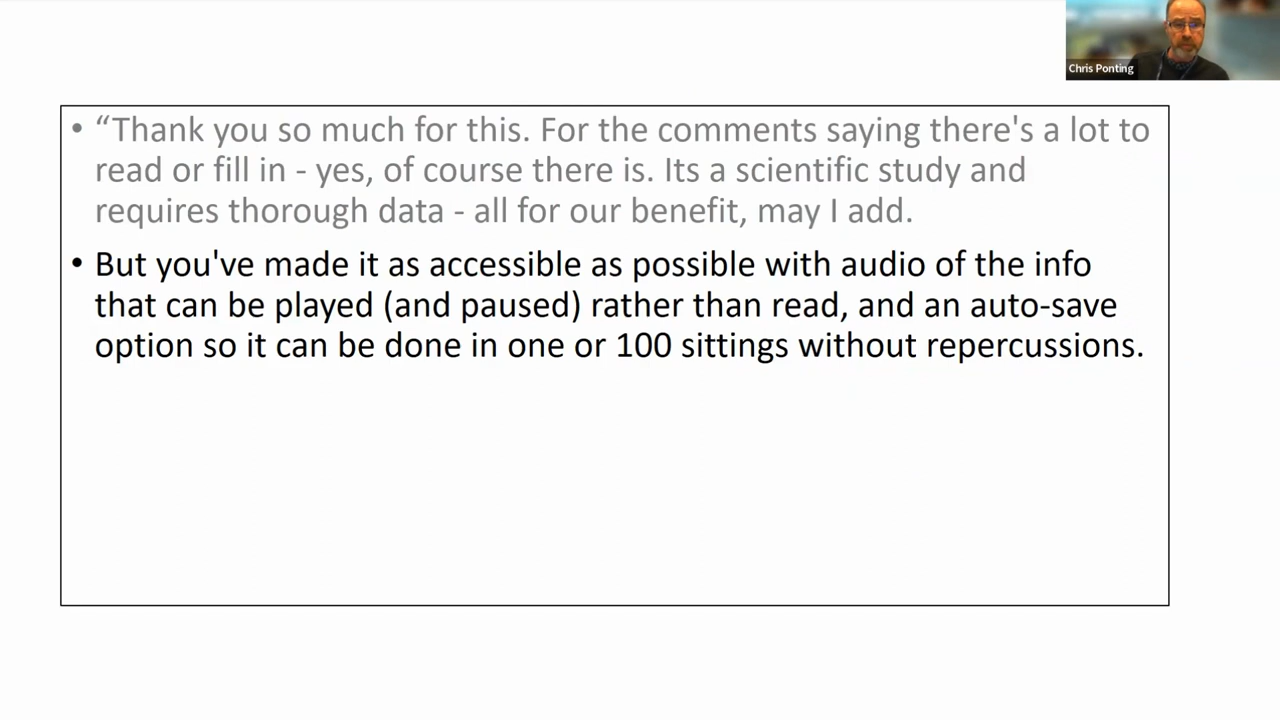 Chris Ponting
• “Thank you so much for this. For the comments saying there's a lot to
read or fill in - yes, of course there is. Its a scientific study and
requires thorough data - all for our benefit, may I add.
• But you've made it as accessible as possible with audio of the info
that can be played (and paused) rather than read, and an auto-save
option so it can be done in one or 100 sittings without repercussions.